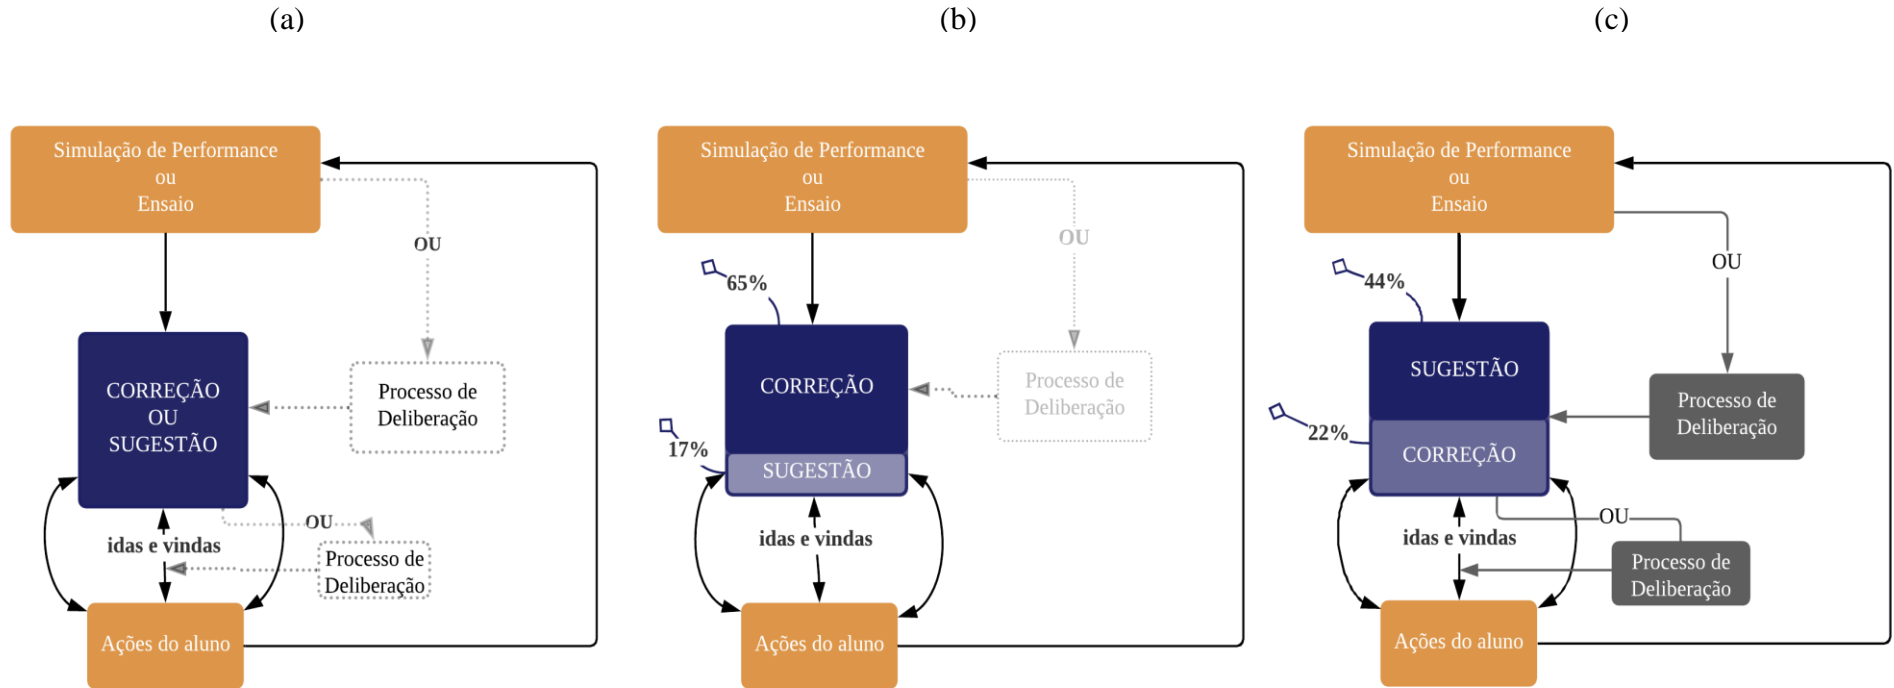 (a)
Simulação de Performance
ou
Ensaio
OU
CORREÇÃO
OU
SUGESTÃO
Processo de
Deliberação
OU
idas e vindas
Processo de
Deliberação
Ações do aluno
(b)
Simulação de Performance
ou
Ensaio
OU
65%
CORREÇÃO
Processo de
Deliberação
17%
SUGESTÃO
idas e vindas
Ações do aluno
(c)
Simulação de Performance
ou
Ensaio
OU
44%
SUGESTÃO
Processo de
Deliberação
22%
CORREÇÃO
OU
idas e vindas
Processo de
Deliberação
Ações do aluno